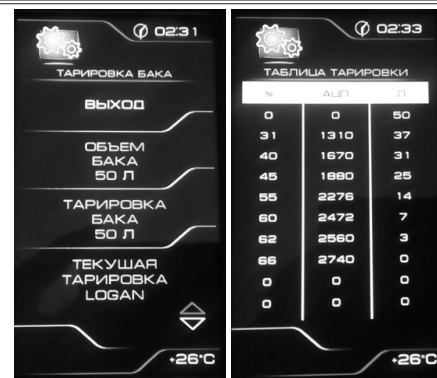 02:31
ТАРИРОВКА БАКА
ВЫХОД
ОБЪЕМ
БАКА
50 Л
ТАРИРОВКА
БАКА
50 Л
ТЕКУЩАЯ
ТАРИРОВКА
LOGAN
+26°C
02:33
ТАБЛИЦА ТАРИРОВКИ
% АЦП Л
0 0 50
31 1310 37
40 1670 31
45 1880 25
55 2276 14
60 2472 7
62 2560 3
66 2740 0
0 0 0
0 0 0
+26°C